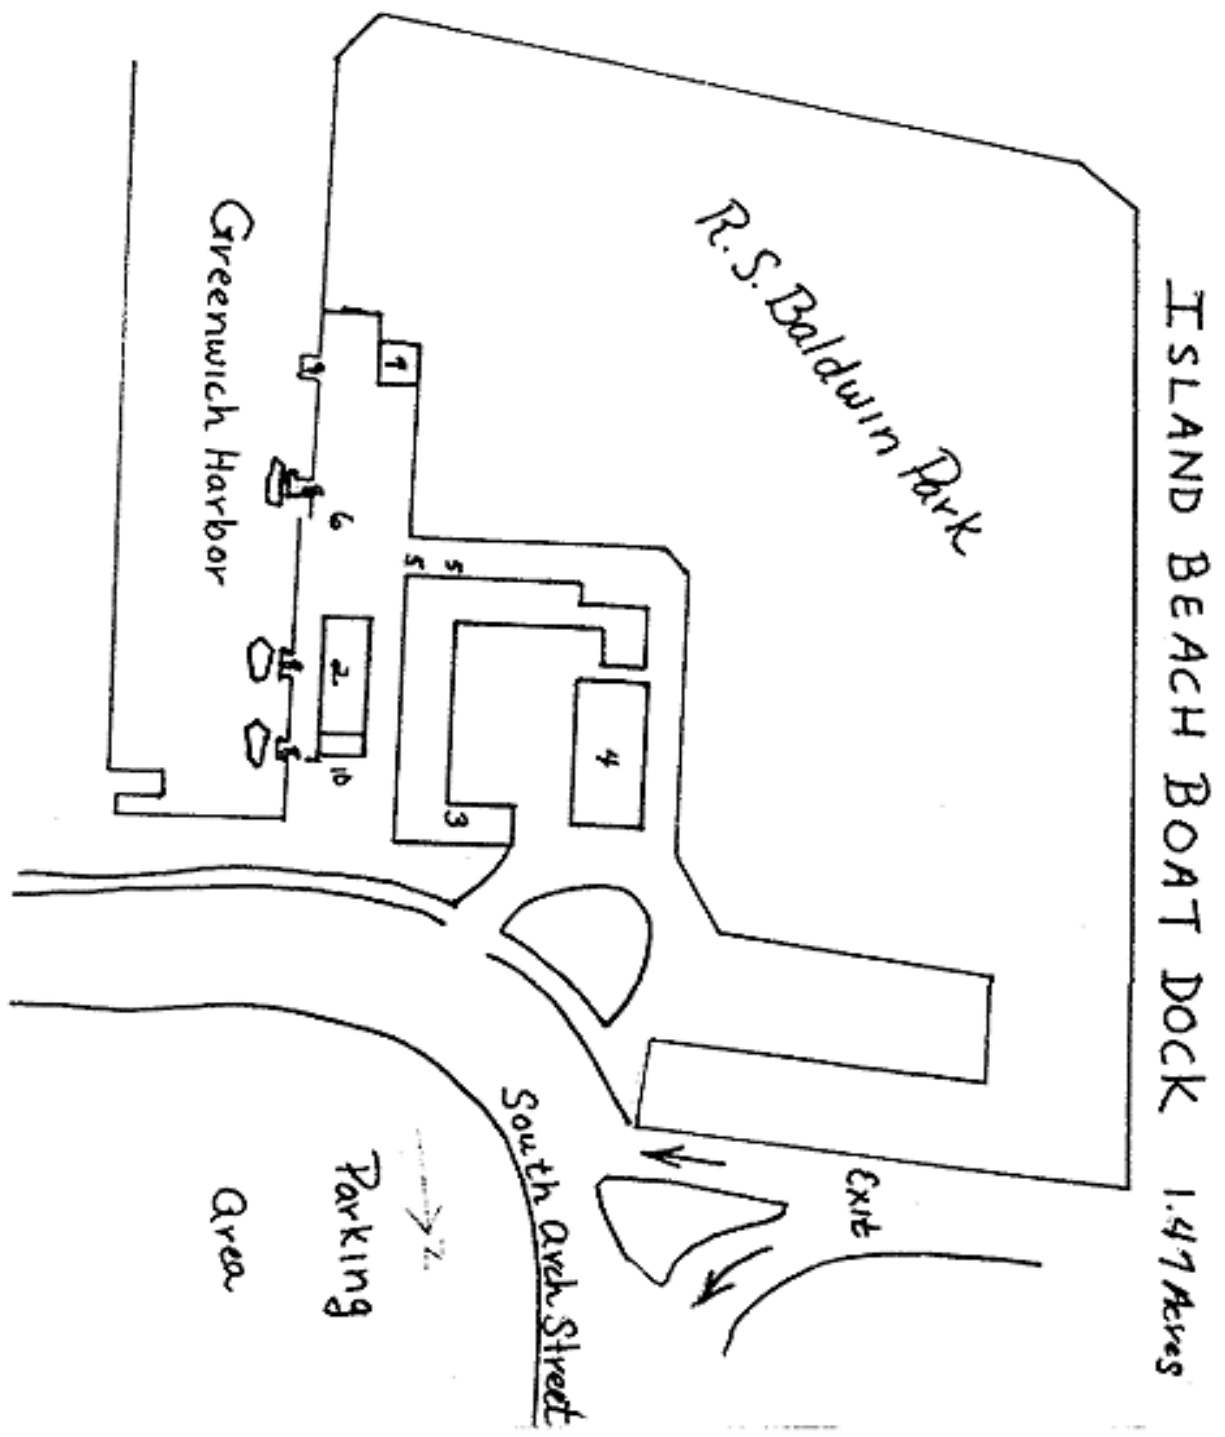 ISLAND BEACH BOAT DOCK 1.47 Acres
R. S. Baldwin Park
Exit
4
5 5
3
7
South Arch Street
6
2
10
Parking
Area
Greenwich Harbor
N